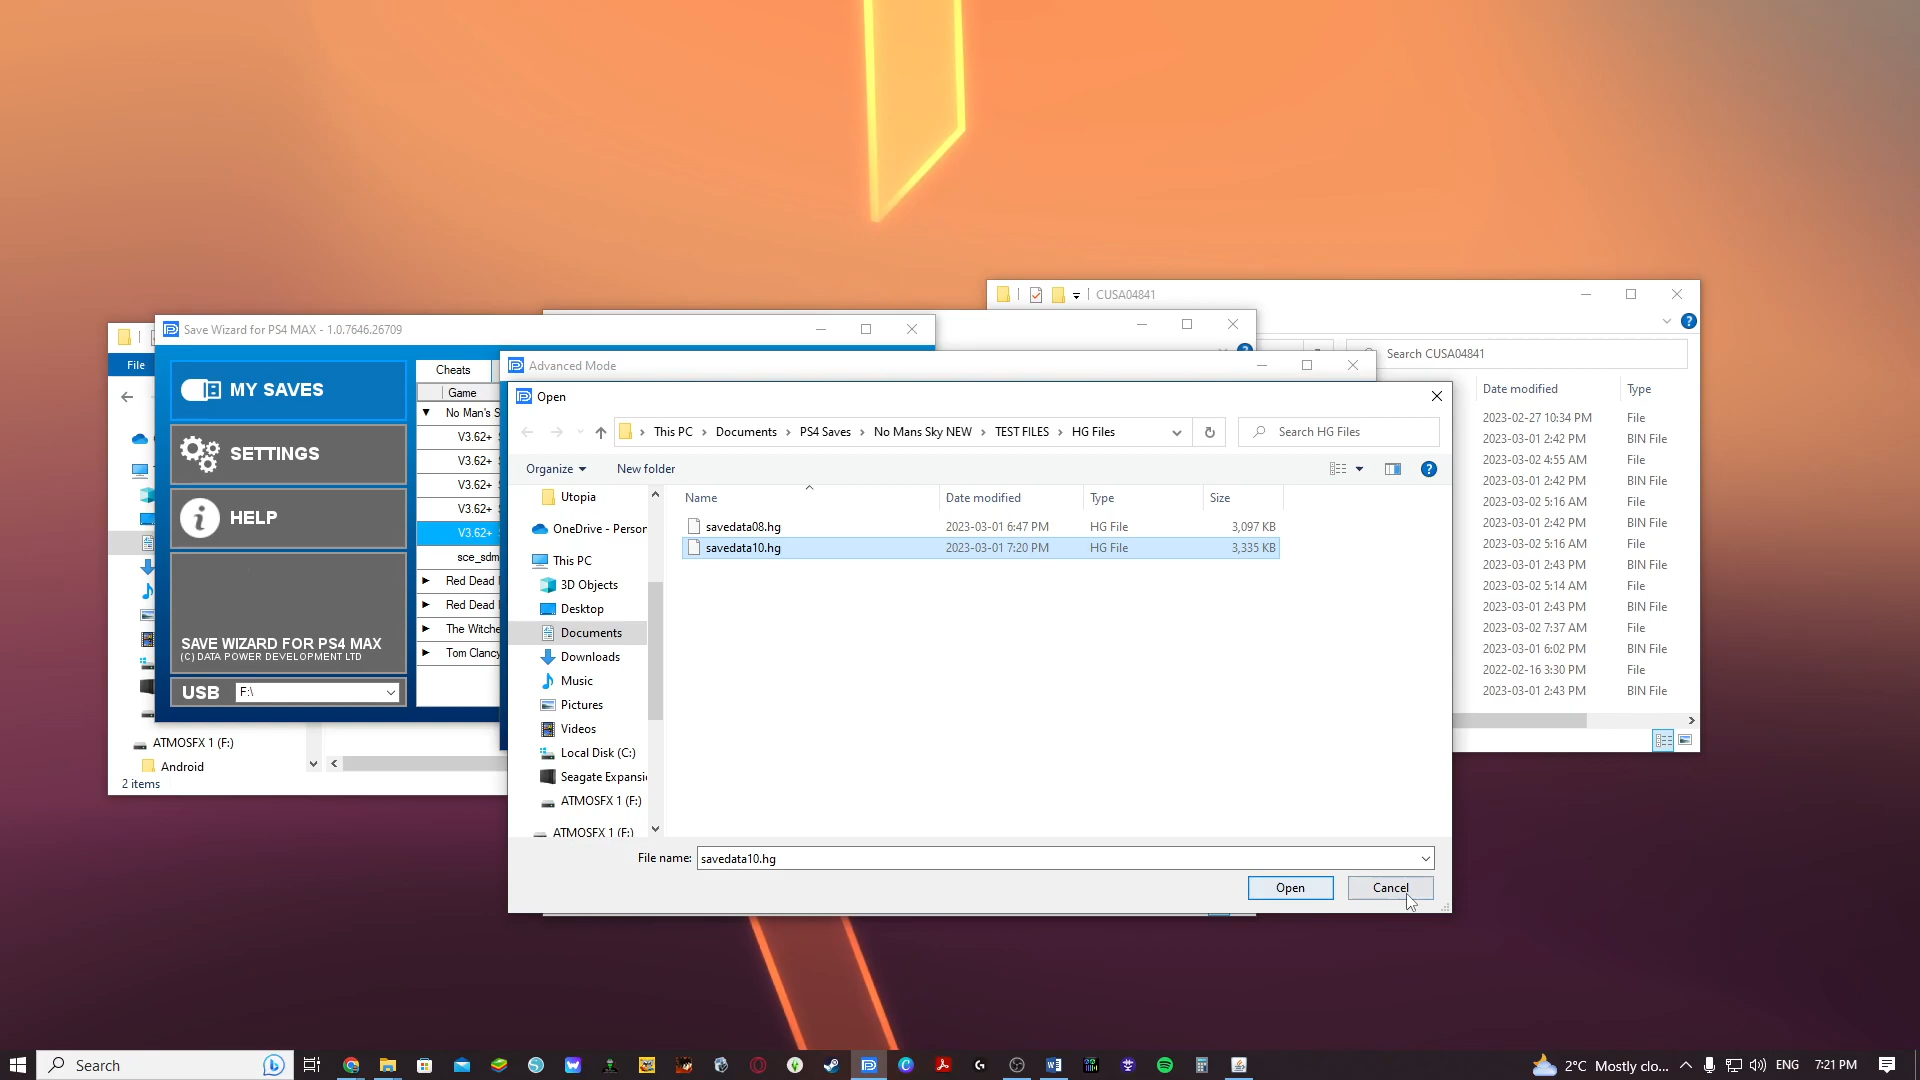 CUSA04841
Search CUSA04841
Date modified
Type
2023-02-27 10:34 PM
File
2023-03-01 2:42 PM
BIN File
2023-03-02 4:55 AM
File
2023-03-01 2:42 PM
BIN File
2023-03-02 5:16 AM
File
2023-03-01 2:42 PM
BIN File
2023-03-02 5:16 AM
File
2023-03-01 2:43 PM
BIN File
2023-03-02 5:14 AM
File
2023-03-01 2:43 PM
BIN File
2023-03-02 7:37 AM
File
2023-03-01 6:02 PM
BIN File
2022-02-16 3:30 PM
File
2023-03-01 2:43 PM
BIN File
File
ATMOSFX 1 (F:)
Android
2 items
Save Wizard for PS4 MAX - 1.0.7646.26709
MY SAVES
SETTINGS
HELP
SAVE WIZARD FOR PS4 MAX
(C) DATA POWER DEVELOPMENT LTD
USB
F:\
Cheats
Game
No Man's S
V3.62+
V3.62+
V3.62+
V3.62+
V3.62+
sce_sdm
Red Dead
Red Dead
The Witche
Tom Clancy
Advanced Mode
Open
This PC > Documents > PS4 Saves > No Mans Sky NEW > TEST FILES > HG Files
Search HG Files
Organize
New folder
Utopia
OneDrive - Person
This PC
3D Objects
Desktop
Documents
Downloads
Music
Pictures
Videos
Local Disk (C:)
Seagate Expansi
ATMOSFX 1 (F:)
ATMOSFX 1 (F:)
Name
Date modified
Type
Size
savedata08.hg
2023-03-01 6:47 PM
HG File
3,097 KB
savedata10.hg
2023-03-01 7:20 PM
HG File
3,335 KB
File name:
savedata10.hg
Open
Cancel
Search
2°C Mostly clo...
ENG
7:21 PM